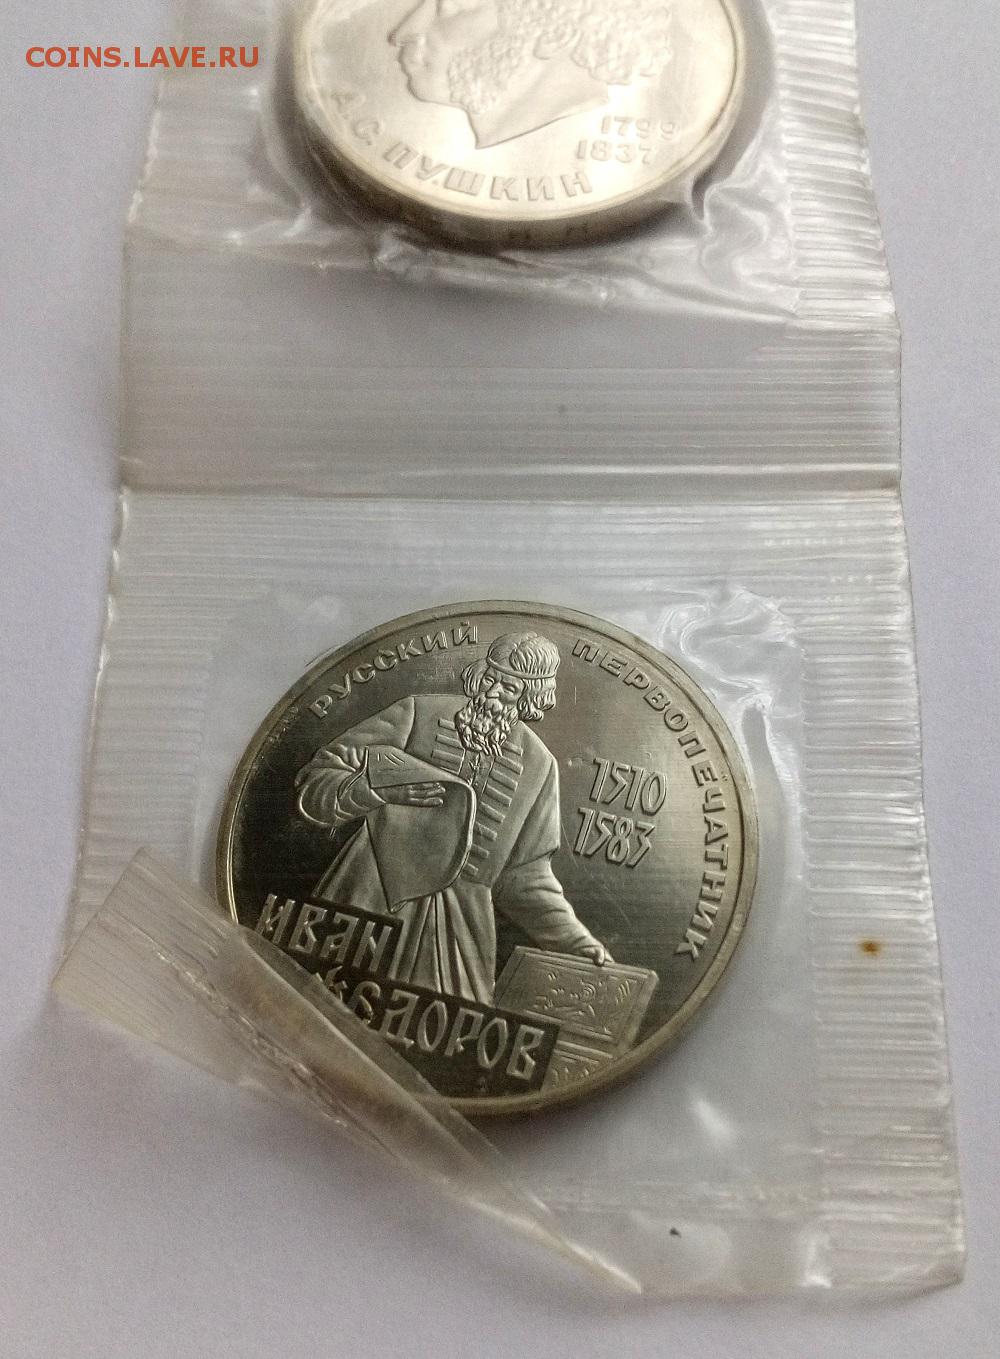 COINS.LAVE.RU
А.С. ПУШКИН
1799
1837
РУССКИЙ ПЕРВОПЕЧАТНИК
1510
1583
ИВАН
ФЕДОРОВ